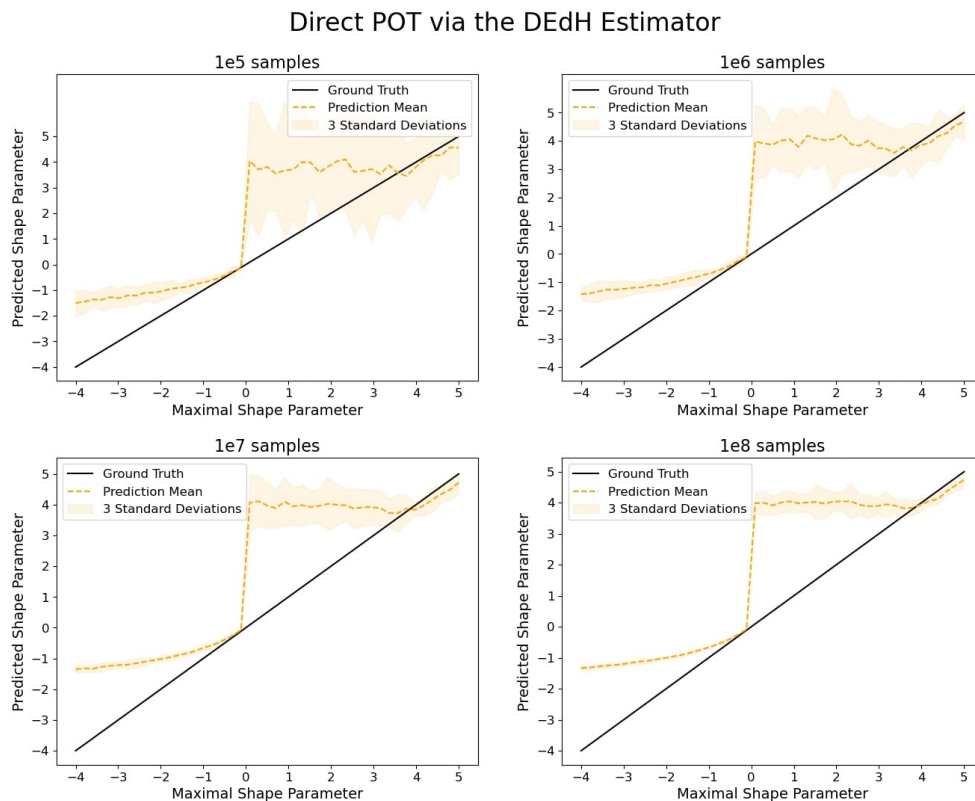 Direct POT via the DEdH Estimator
1e5 samples
Ground Truth
Prediction Mean
3 Standard Deviations
5
4
3
2
1
0
−1
−2
−3
−4
Predicted Shape Parameter
−4 −3 −2 −1 0 1 2 3 4 5
Maximal Shape Parameter
1e6 samples
Ground Truth
Prediction Mean
3 Standard Deviations
5
4
3
2
1
0
−1
−2
−3
−4
Predicted Shape Parameter
−4 −3 −2 −1 0 1 2 3 4 5
Maximal Shape Parameter
1e7 samples
Ground Truth
Prediction Mean
3 Standard Deviations
5
4
3
2
1
0
−1
−2
−3
−4
Predicted Shape Parameter
−4 −3 −2 −1 0 1 2 3 4 5
Maximal Shape Parameter
1e8 samples
Ground Truth
Prediction Mean
3 Standard Deviations
5
4
3
2
1
0
−1
−2
−3
−4
Predicted Shape Parameter
−4 −3 −2 −1 0 1 2 3 4 5
Maximal Shape Parameter